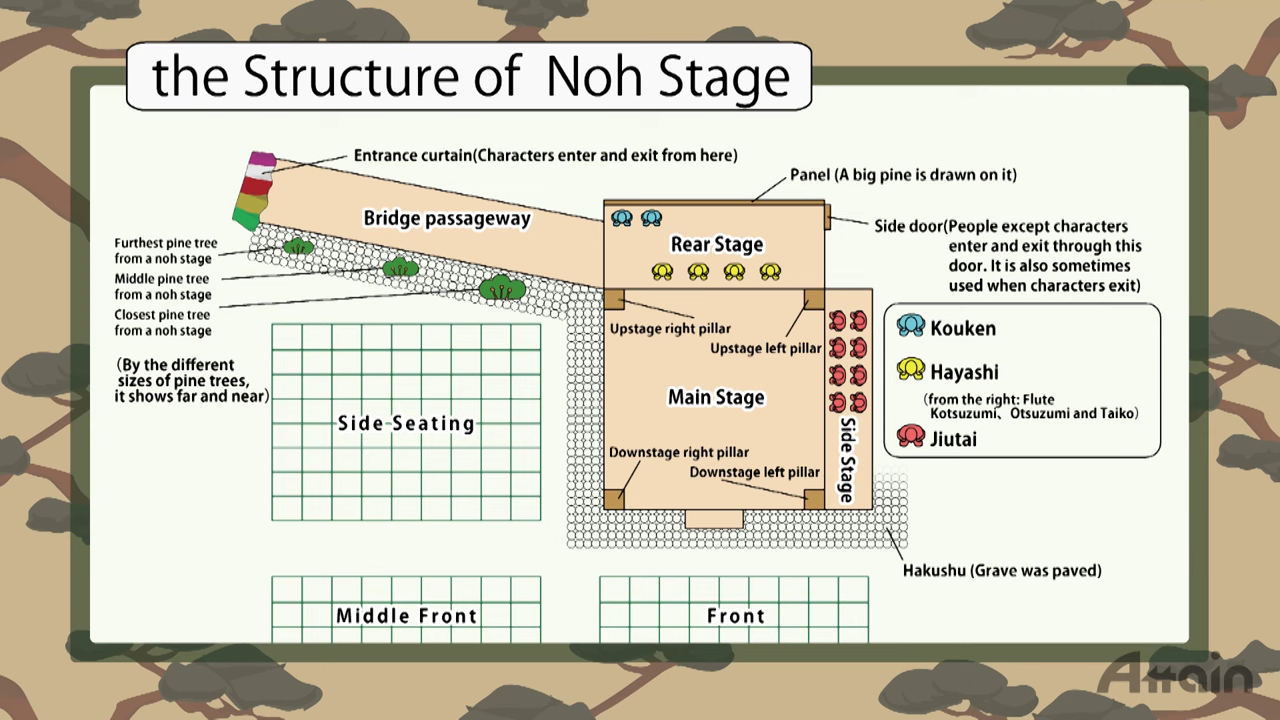 the Structure of Noh Stage
Entrance curtain(Characters enter and exit from here)
Panel (A big pine is drawn on it)
Bridge passageway
Rear Stage
Side door(People except characters
enter and exit through this
door. It is also sometimes
used when characters exit)
Furthest pine tree
from a noh stage
Middle pine tree
from a noh stage
Closest pine tree
from a noh stage
(By the different
sizes of pine trees,
it shows far and near)
Upstage right pillar
Upstage left pillar
Kouken
Hayashi
(from the right: Flute
Kotsuzumi、Otsuzumi and Taiko)
Jiutai
Main Stage
Side Stage
Side Seating
Downstage right pillar
Downstage left pillar
Hakushu (Grave was paved)
Middle Front
Front
Attain